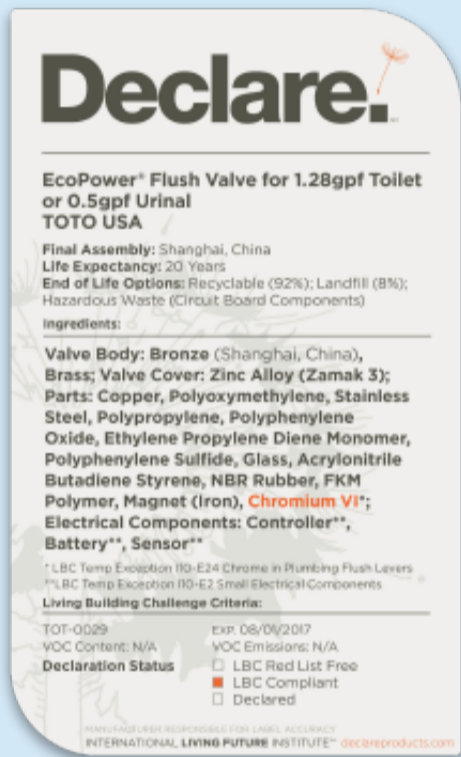 Declare.
EcoPower® Flush Valve for 1.28gpf Toilet
or 0.5gpf Urinal
TOTO USA
Final Assembly: Shanghai, China
Life Expectancy: 20 Years
End of Life Options: Recyclable (92%); Landfill (8%);
Hazardous Waste (Circuit Board Components)
Ingredients:
Valve Body: Bronze (Shanghai, China),
Brass; Valve Cover: Zinc Alloy (Zamak 3);
Parts: Copper, Polyoxymethylene, Stainless
Steel, Polypropylene, Polyphenylene
Oxide, Ethylene Propylene Diene Monomer,
Polyphenylene Sulfide, Glass, Acrylonitrile
Butadiene Styrene, NBR Rubber, FKM
Polymer, Magnet (Iron), Chromium VI*;
Electrical Components: Controller**,
Battery**, Sensor**
*LBC Temp Exception I10-E24 Chrome in Plumbing Flush Levers
**LBC Temp Exception I10-E2 Small Electrical Components
Living Building Challenge Criteria:
TOT-0029 EXP. 08/01/2017
VOC Content: N/A VOC Emissions: N/A
Declaration Status LBC Red List Free
LBC Compliant
Declared
MANUFACTURER RESPONSIBLE FOR LABEL ACCURACY
INTERNATIONAL LIVING FUTURE INSTITUTE™ declareproducts.com